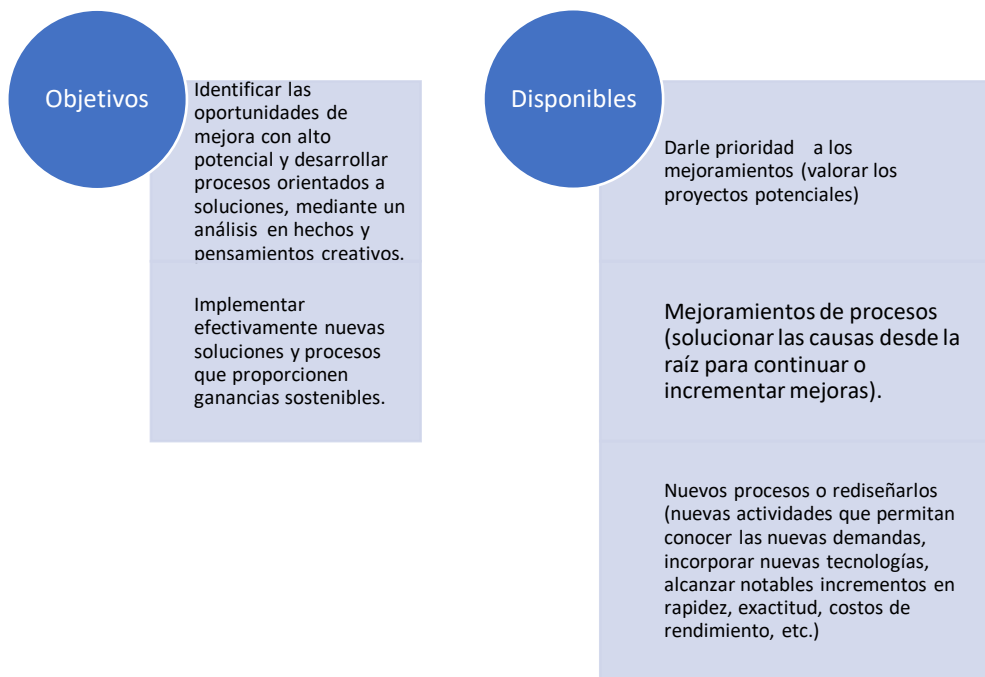 Objetivos
Identificar las
oportunidades de
mejora con alto
potencial y desarrollar
procesos orientados a
soluciones, mediante un
análisis en hechos y
pensamientos creativos.
Implementar
efectivamente nuevas
soluciones y procesos
que proporcionen
ganancias sostenibles.
Disponibles
Darle prioridad a los
mejoramientos (valorar los
proyectos potenciales)
Mejoramientos de procesos
(solucionar las causas desde la
raíz para continuar o
incrementar mejoras).
Nuevos procesos o rediseñarlos
(nuevas actividades que permitan
conocer las nuevas demandas,
incorporar nuevas tecnologías,
alcanzar notables incrementos en
rapidez, exactitud, costos de
rendimiento, etc.)